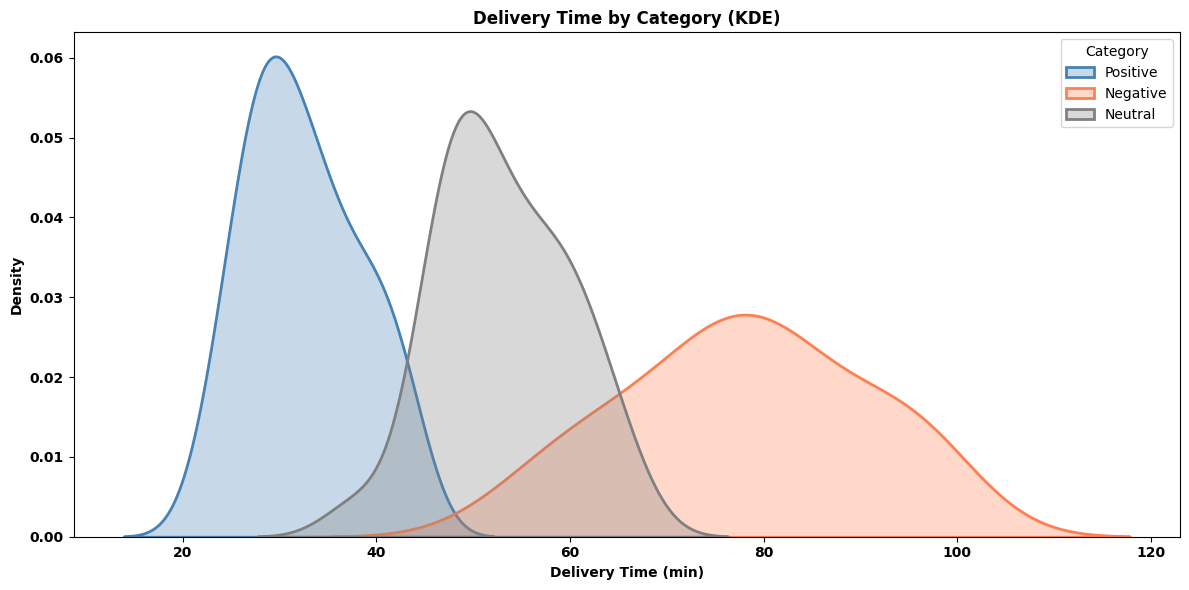 Delivery Time by Category (KDE)
Category
Positive
Negative
Neutral
Density
0.06
0.05
0.04
0.03
0.02
0.01
0.00
20 40 60 80 100 120
Delivery Time (min)